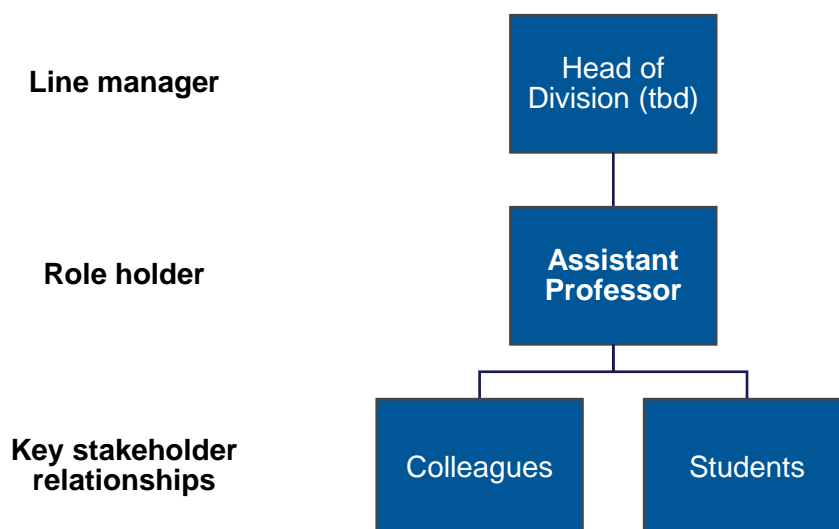 Line manager
Head of
Division (tbd)
Role holder
Assistant
Professor
Key stakeholder
relationships
Colleagues
Students